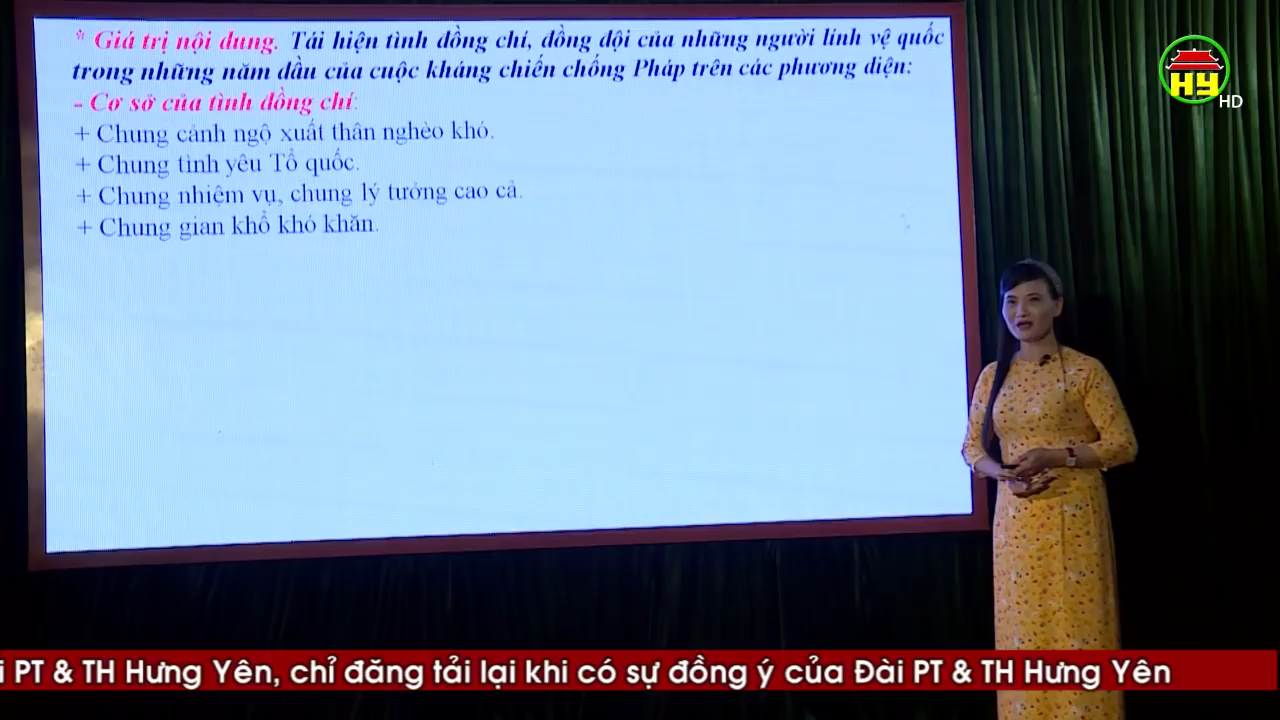 * Giá trị nội dung. Tái hiện tình đồng chí, đồng đội của những người lính vệ quốc
trong những năm đầu của cuộc kháng chiến chống Pháp trên các phương diện:
- Cơ sở của tình đồng chí:
+ Chung cảnh ngộ xuất thân nghèo khó.
+ Chung tình yêu Tổ quốc.
+ Chung nhiệm vụ, chung lý tưởng cao cả.
+ Chung gian khổ khó khăn.
HY
HD
i PT & TH Hưng Yên, chỉ đăng tải lại khi có sự đồng ý của Đài PT & TH Hưng Yên